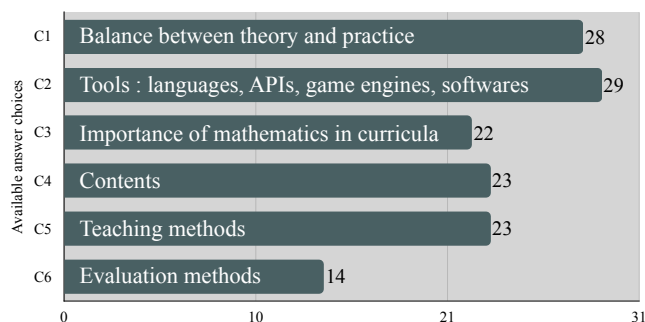 Available answer choices
C1 Balance between theory and practice 28
C2 Tools : languages, APIs, game engines, softwares 29
C3 Importance of mathematics in curricula 22
C4 Contents 23
C5 Teaching methods 23
C6 Evaluation methods 14
0 10 21 31